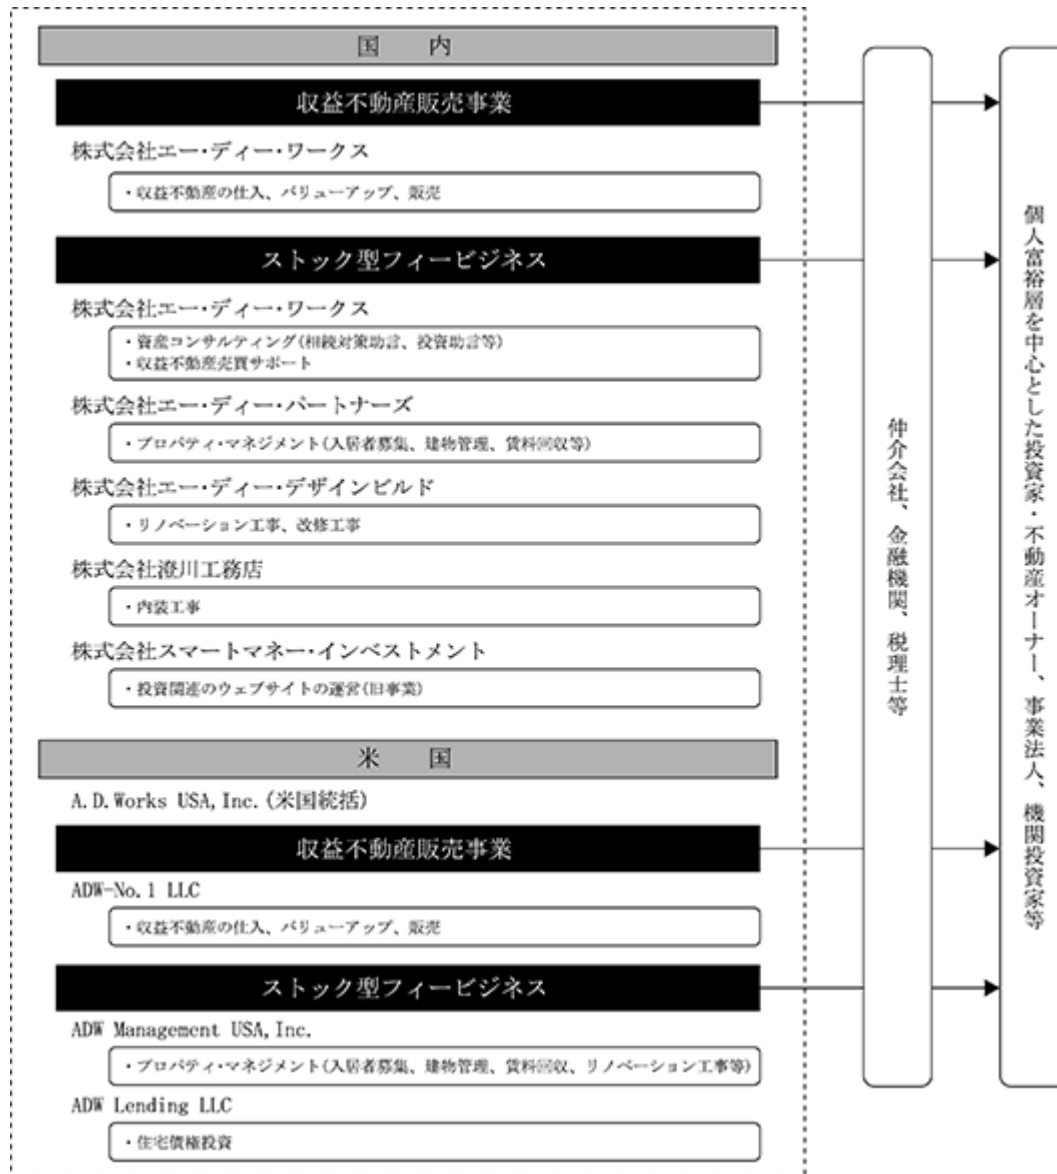 国 内
収益不動産販売事業
株式会社エー・ディー・ワークス
・収益不動産の仕入、バリューアップ、販売
ストック型フィービジネス
株式会社エー・ディー・ワークス
・資産コンサルティング(相続対策助言、投資助言等)
・収益不動産売買サポート
株式会社エー・ディー・パートナーズ
・プロパティ・マネジメント(入居者募集、建物管理、賃料回収等)
株式会社エー・ディー・デザインビルド
・リノベーション工事、改修工事
株式会社澄川工務店
・内装工事
株式会社スマートマネー・インベストメント
・投資関連のウェブサイトの運営(旧事業)
米 国
A.D.Works USA,Inc.(米国統括)
収益不動産販売事業
ADW-No.1 LLC
・収益不動産の仕入、バリューアップ、販売
ストック型フィービジネス
ADW Management USA,Inc.
・プロパティ・マネジメント(入居者募集、建物管理、賃料回収、リノベーション工事等)
ADW Lending LLC
・住宅債権投資
仲介会社、金融機関、税理士等
個人富裕層を中心とした投資家・不動産オーナー、事業法人、機関投資家等